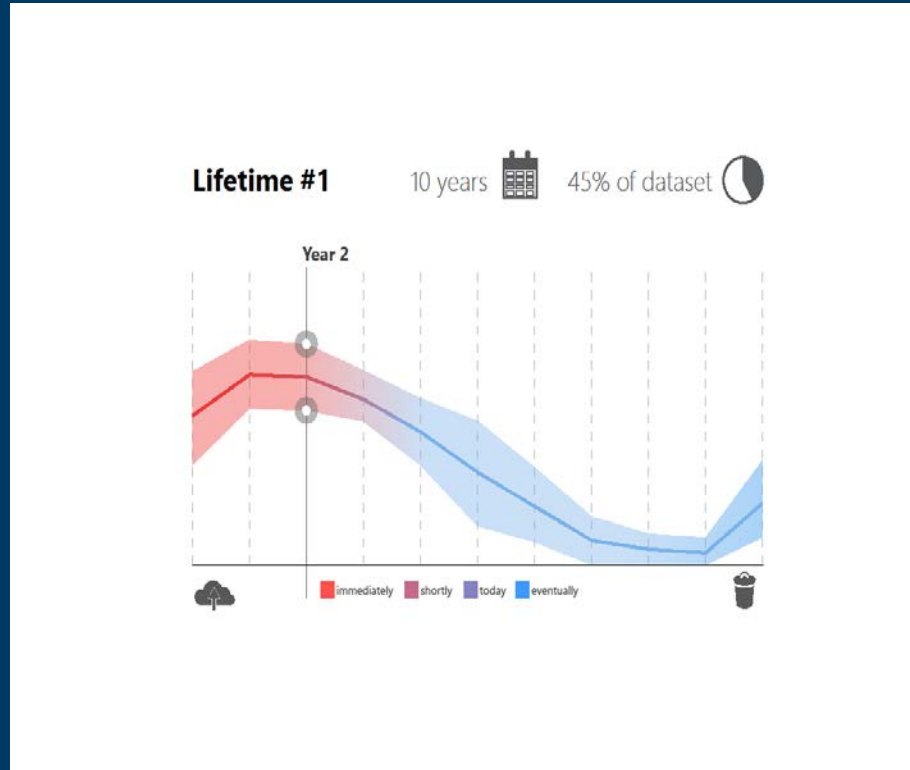 Lifetime #1
10 years
45% of dataset
Year 2
immediately shortly today eventually